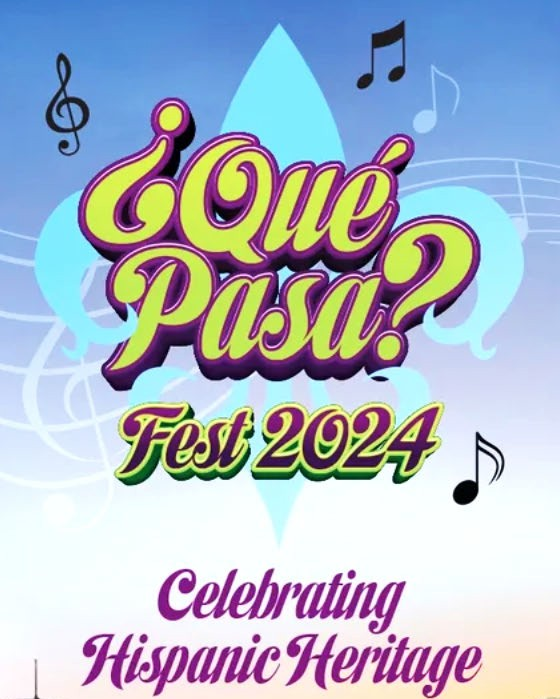 ¿Qué
Pasa?
Fest 2024
Celebrating
Hispanic Heritage